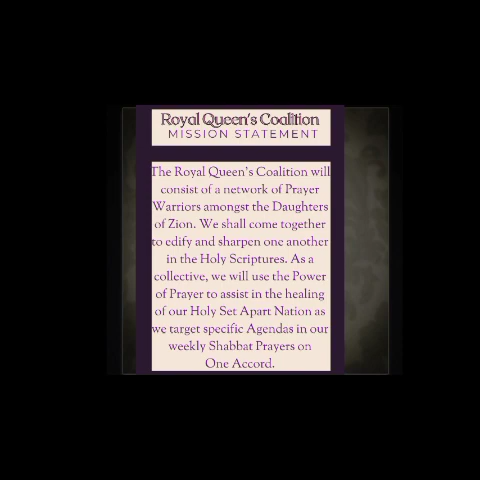 Royal Queen's Coalition
MISSION STATEMENT
The Royal Queen's Coalition will
consist of a network of Prayer
Warriors amongst the Daughters
of Zion. We shall come together
to edify and sharpen one another
in the Holy Scriptures. As a
collective, we will use the Power
of Prayer to assist in the healing
of our Holy Set Apart Nation as
we target specific Agendas in our
weekly Shabbat Prayers on
One Accord.